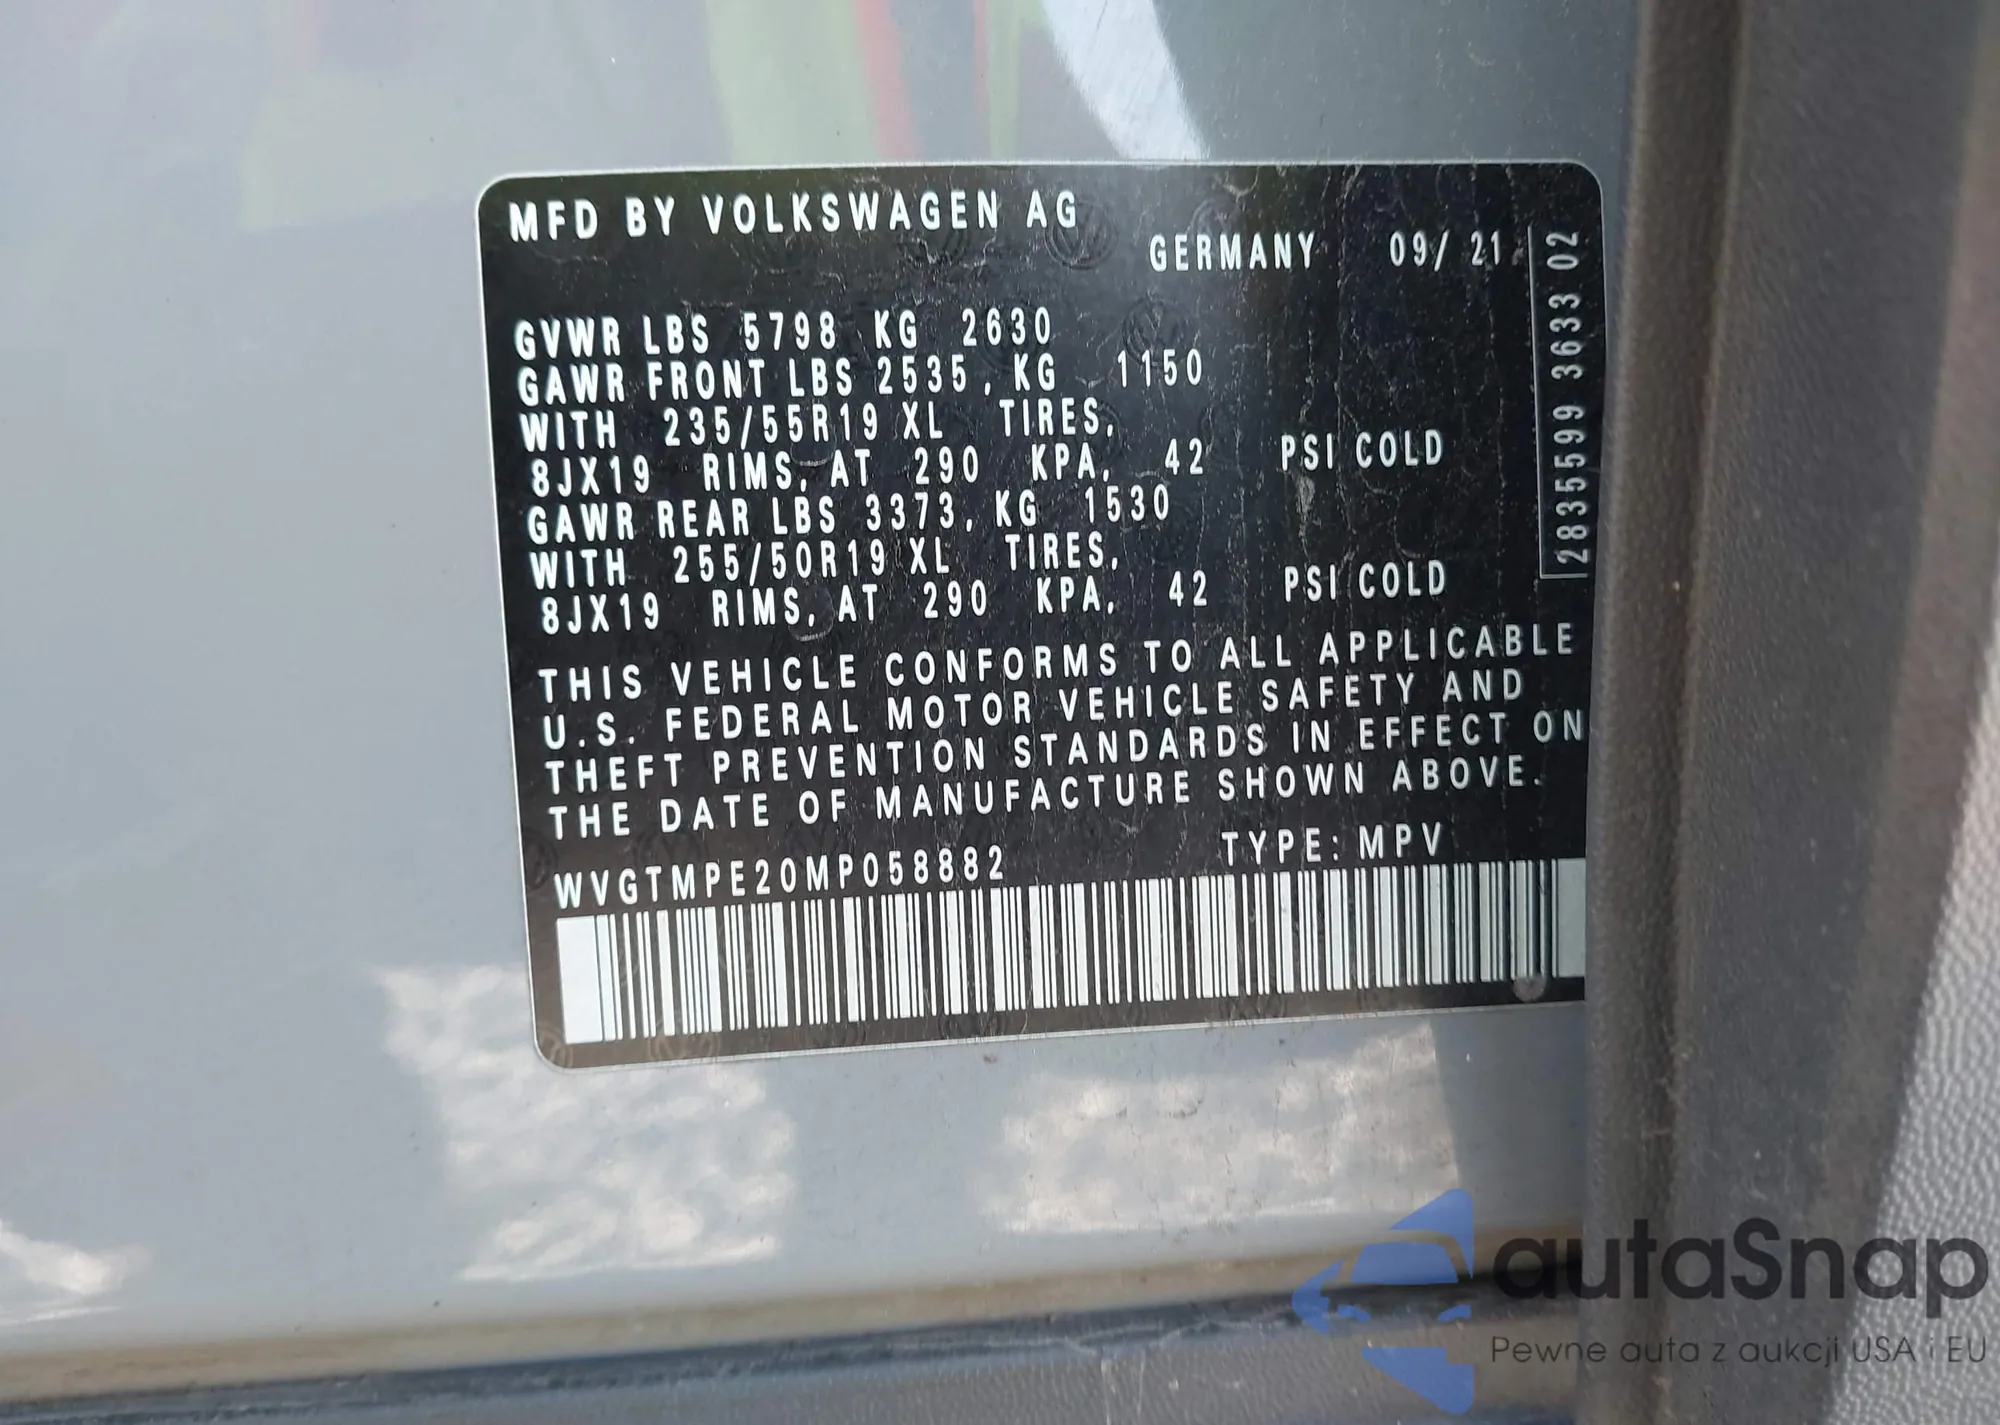 MFD BY VOLKSWAGEN AG
GERMANY 09/ 21
GVWR LBS 5798 KG 2630
GAWR FRONT LBS 2535, KG 1150
WITH 235/55R19 XL TIRES,
8JX19 RIMS, AT 290 KPA, 42 PSI COLD
GAWR REAR LBS 3373, KG 1530
WITH 255/50R19 XL TIRES,
8JX19 RIMS, AT 290 KPA, 42 PSI COLD
THIS VEHICLE CONFORMS TO ALL APPLICABLE
U.S. FEDERAL MOTOR VEHICLE SAFETY AND
THEFT PREVENTION STANDARDS IN EFFECT ON
THE DATE OF MANUFACTURE SHOWN ABOVE.
WVGTMPE20MP058882 TYPE: MPV
2835599 3633 02
autaSnap
Pewne auta z aukcji USA i EU